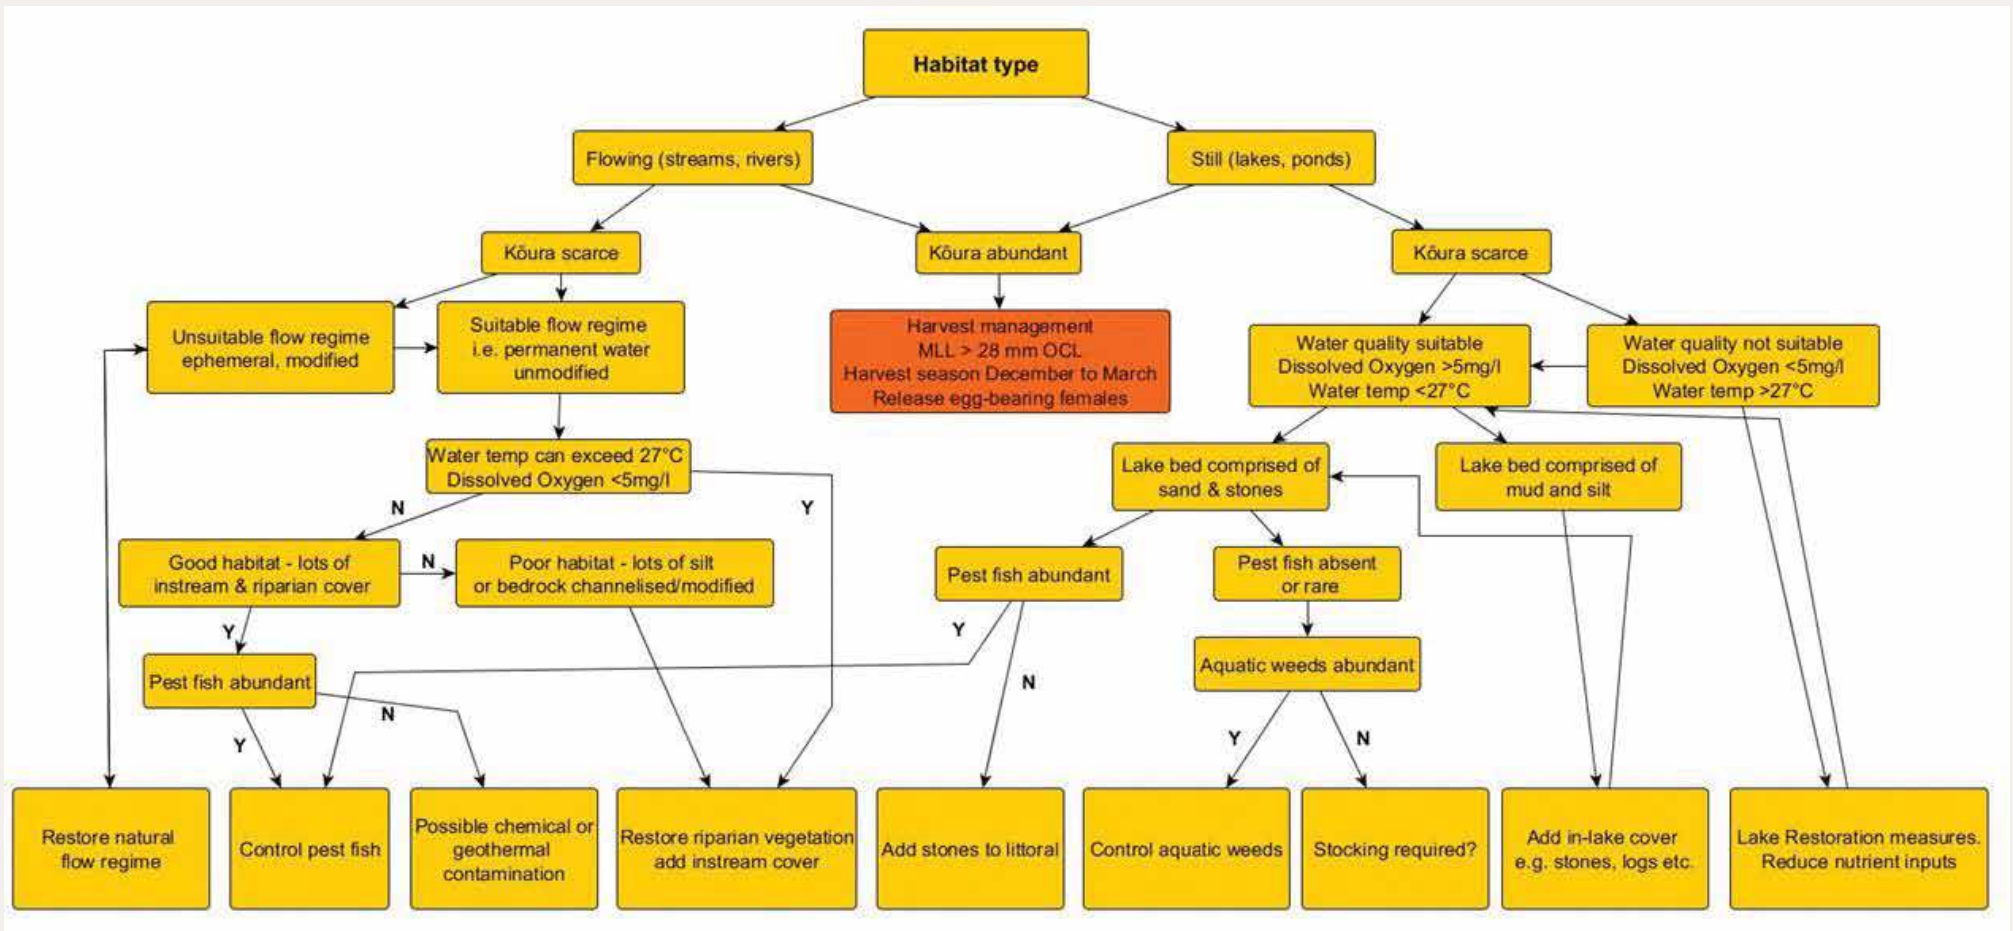 Habitat type
Flowing (streams, rivers)
Still (lakes, ponds)
Kōura scarce
Kōura abundant
Kōura scarce
Unsuitable flow regime
ephemeral, modified
Suitable flow regime
i.e. permanent water
unmodified
Harvest management
MLL > 28 mm OCL
Harvest season December to March
Release egg-bearing females
Water quality suitable
Dissolved Oxygen >5mg/l
Water temp <27°C
Water quality not suitable
Dissolved Oxygen <5mg/l
Water temp >27°C
Water temp can exceed 27°C
Dissolved Oxygen <5mg/l
Lake bed comprised of
sand & stones
Lake bed comprised of
mud and silt
N
Y
Good habitat - lots of
instream & riparian cover
N
Poor habitat - lots of silt
or bedrock channelised/modified
Pest fish abundant
Pest fish absent
or rare
Y
Y
Pest fish abundant
Aquatic weeds abundant
N
N
Y
Y
N
Restore natural
flow regime
Control pest fish
Possible chemical or
geothermal
contamination
Restore riparian vegetation
add instream cover
Add stones to littoral
Control aquatic weeds
Stocking required?
Add in-lake cover
e.g. stones, logs etc.
Lake Restoration measures.
Reduce nutrient inputs